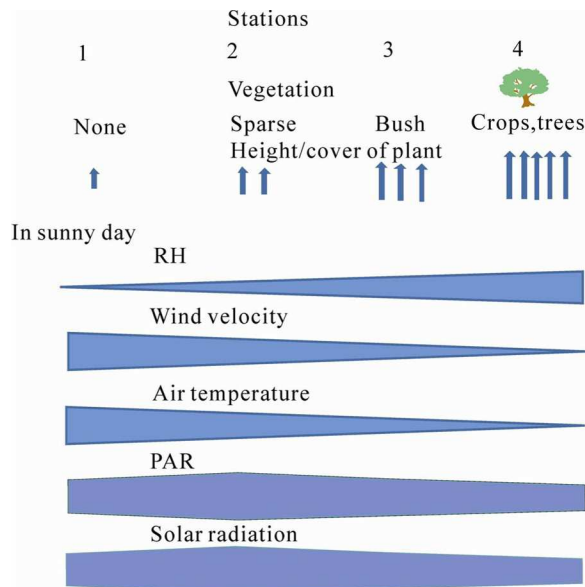 Stations
1 2 3 4
Vegetation
None Sparse Bush Crops,trees
Height/cover of plant
In sunny day
RH
Wind velocity
Air temperature
PAR
Solar radiation